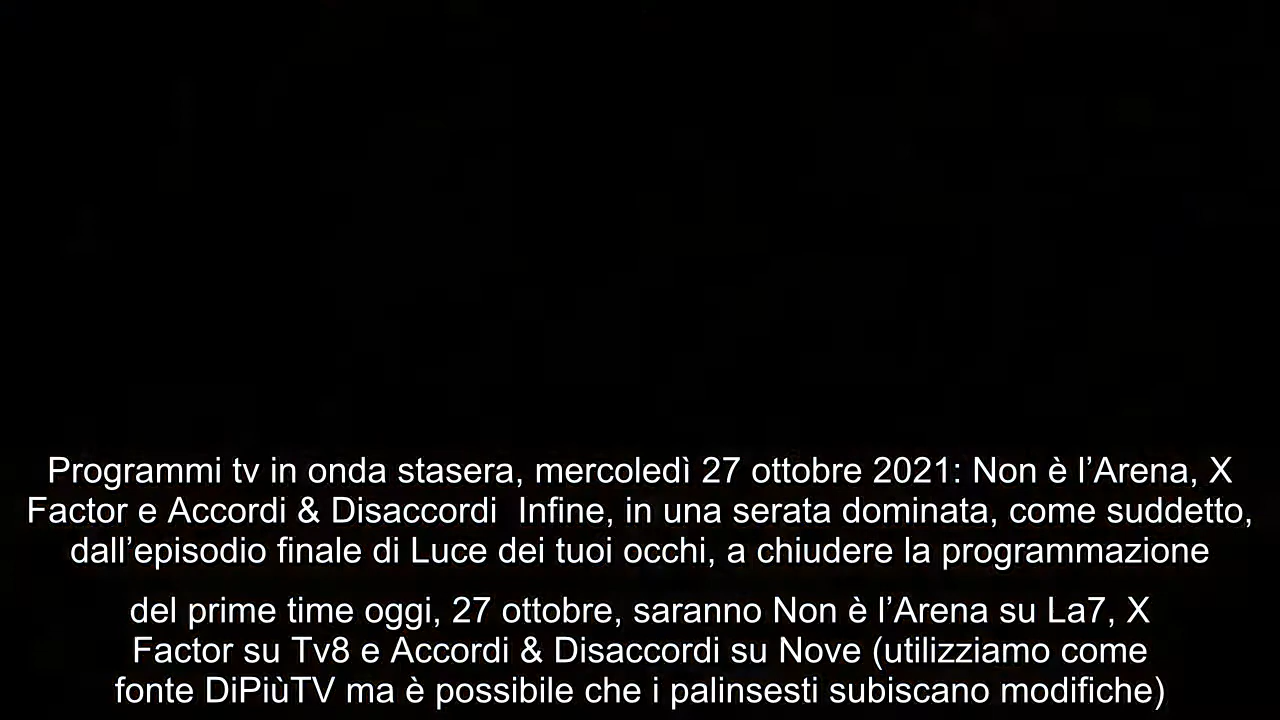 Programmi tv in onda stasera, mercoledì 27 ottobre 2021: Non è l’Arena, X
Factor e Accordi & Disaccordi  Infine, in una serata dominata, come suddetto,
dall’episodio finale di Luce dei tuoi occhi, a chiudere la programmazione
del prime time oggi, 27 ottobre, saranno Non è l’Arena su La7, X
Factor su Tv8 e Accordi & Disaccordi su Nove (utilizziamo come
fonte DiPiùTV ma è possibile che i palinsesti subiscano modifiche)